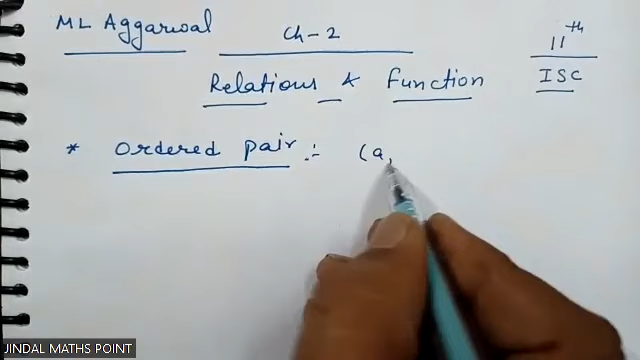 ML Aggarwal Ch-2 11th
Relations & Function ISC
* Ordered pair :- (a,
JINDAL MATHS POINT